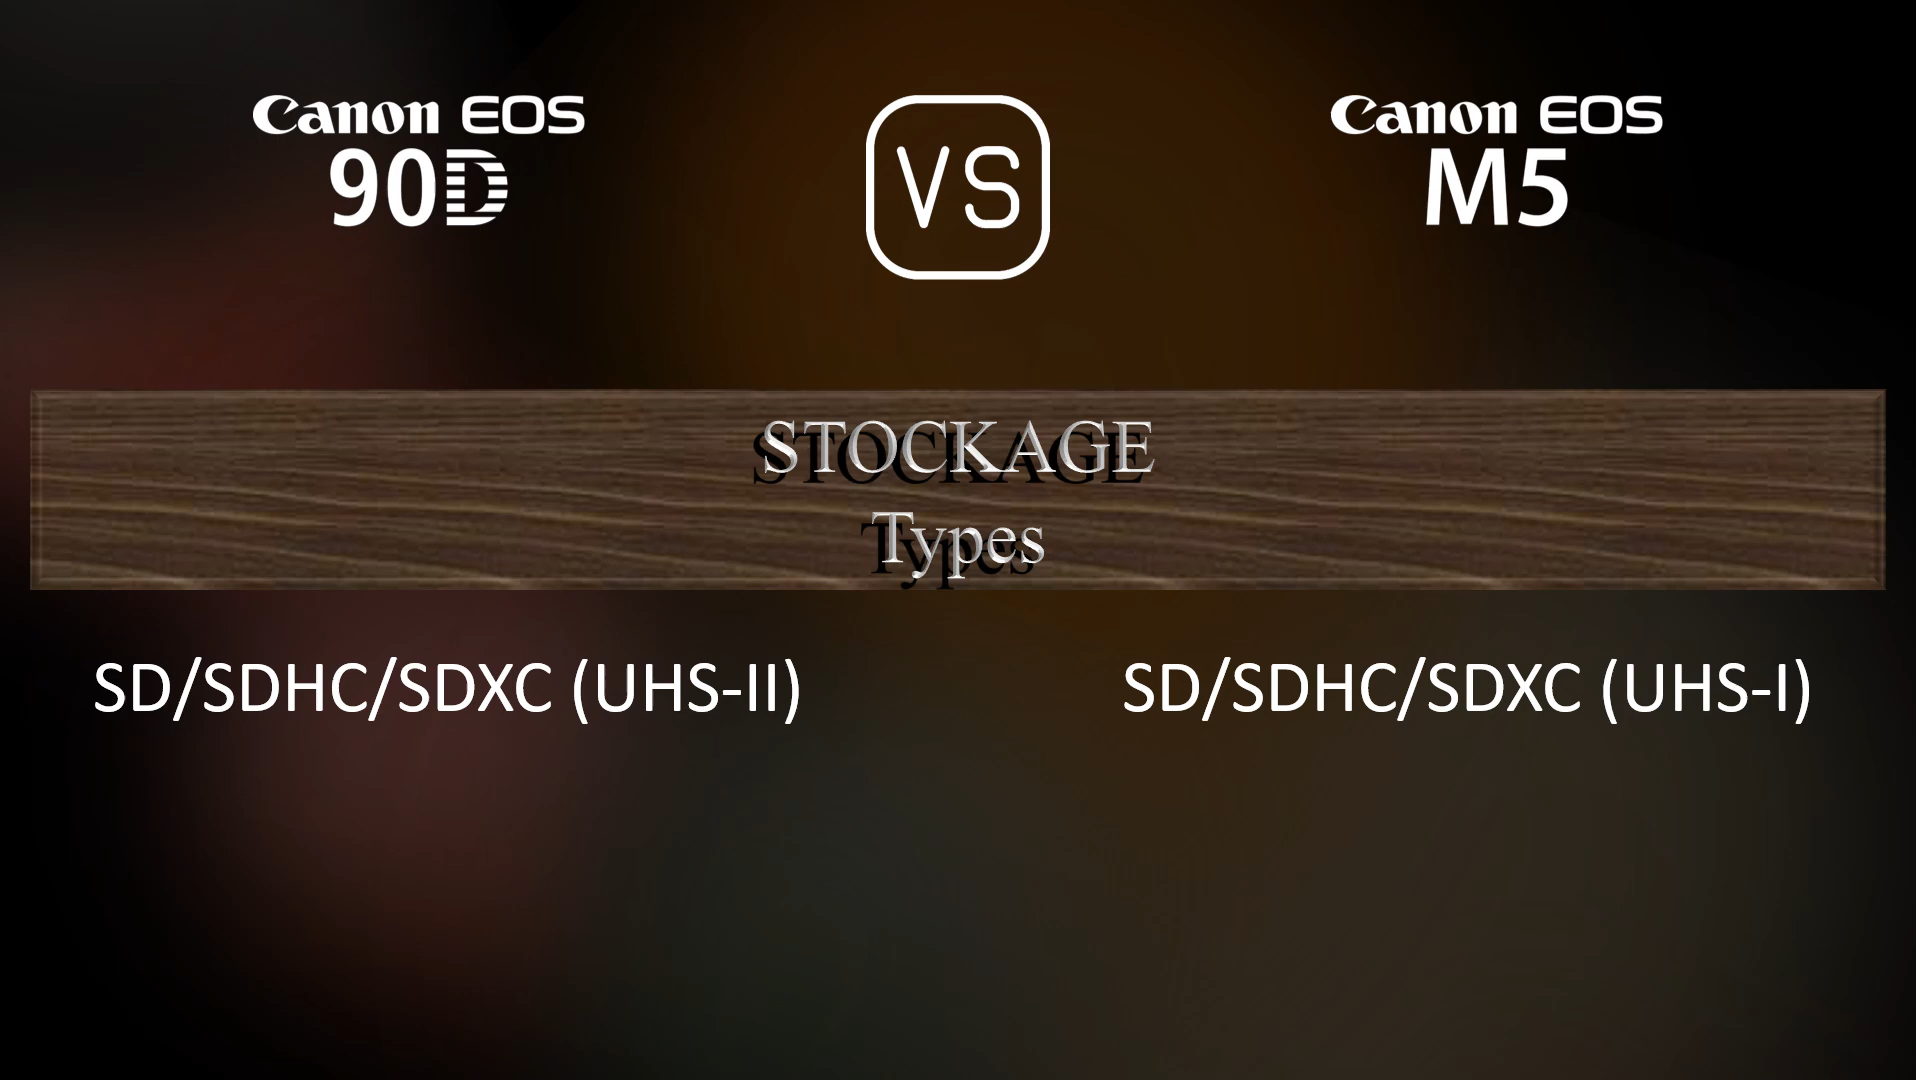 Canon EOS
90D
VS
Canon EOS
M5
STOCKAGE
Types
SD/SDHC/SDXC (UHS-II)
SD/SDHC/SDXC (UHS-I)